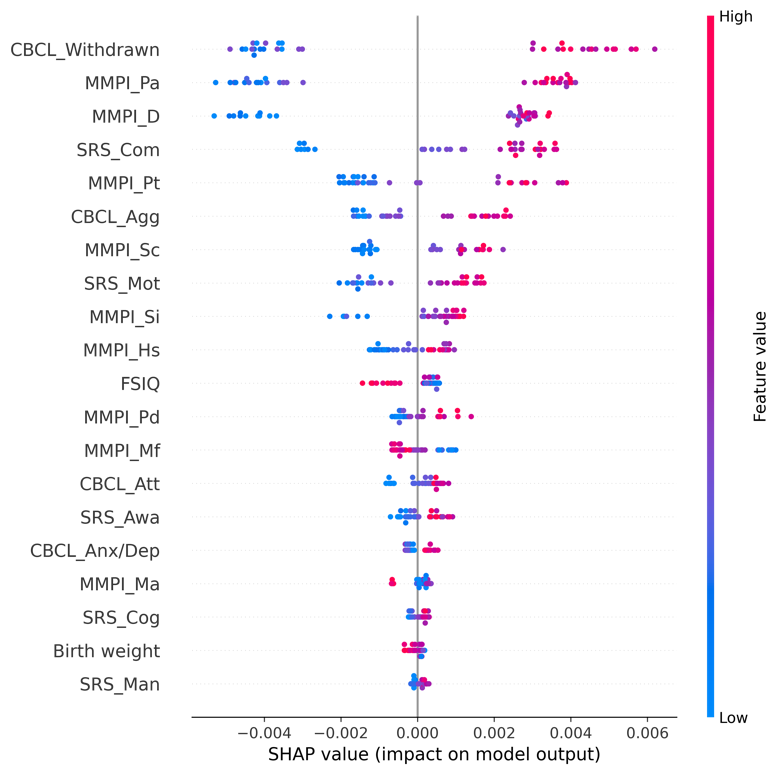 High
CBCL_Withdrawn
MMPI_Pa
MMPI_D
SRS_Com
MMPI_Pt
CBCL_Agg
MMPI_Sc
SRS_Mot
MMPI_Si
MMPI_Hs
FSIQ
MMPI_Pd
MMPI_Mf
CBCL_Att
SRS_Awa
CBCL_Anx/Dep
MMPI_Ma
SRS_Cog
Birth weight
SRS_Man
Feature value
Low
−0.004 −0.002 0.000 0.002 0.004 0.006
SHAP value (impact on model output)